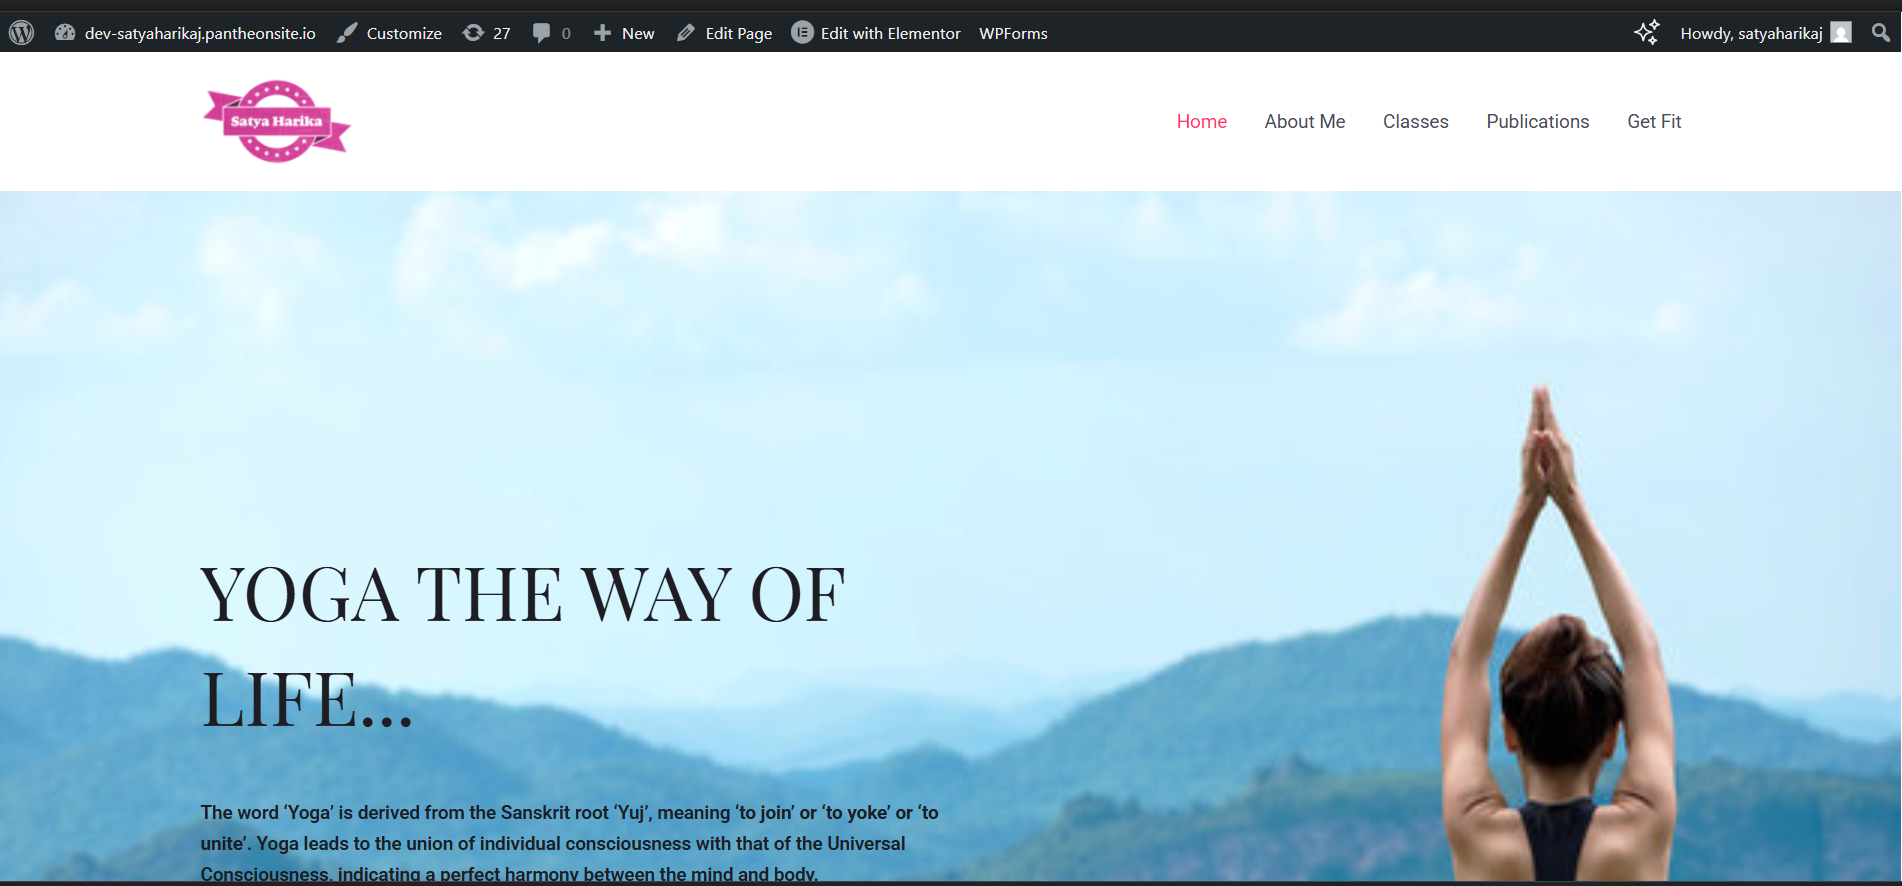 dev-satyaharikaj.pantheonsite.io Customize 27 0 New Edit Page Edit with Elementor WPForms Howdy, satyaharikaj
Satya Harika
Home About Me Classes Publications Get Fit
YOGA THE WAY OF
LIFE...
The word ‘Yoga’ is derived from the Sanskrit root ‘Yuj’, meaning ‘to join’ or ‘to yoke’ or ‘to
unite’. Yoga leads to the union of individual consciousness with that of the Universal
Consciousness, indicating a perfect harmony between the mind and body.